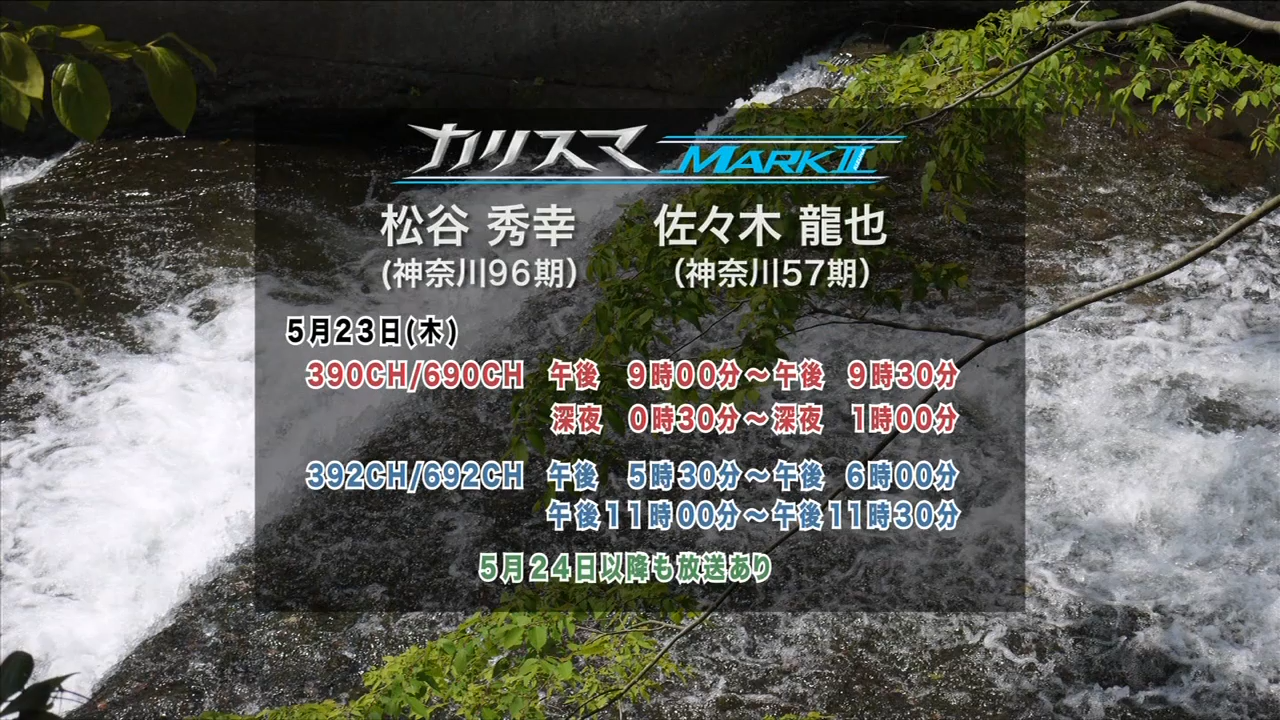 カリスマ MARKⅡ
松谷 秀幸 佐々木 龍也
(神奈川96期) (神奈川57期)
5月23日(木)
390CH/690CH 午後 9時00分～午後 9時30分
深夜 0時30分～深夜 1時00分
392CH/692CH 午後 5時30分～午後 6時00分
午後11時00分～午後11時30分
5月24日以降も放送あり